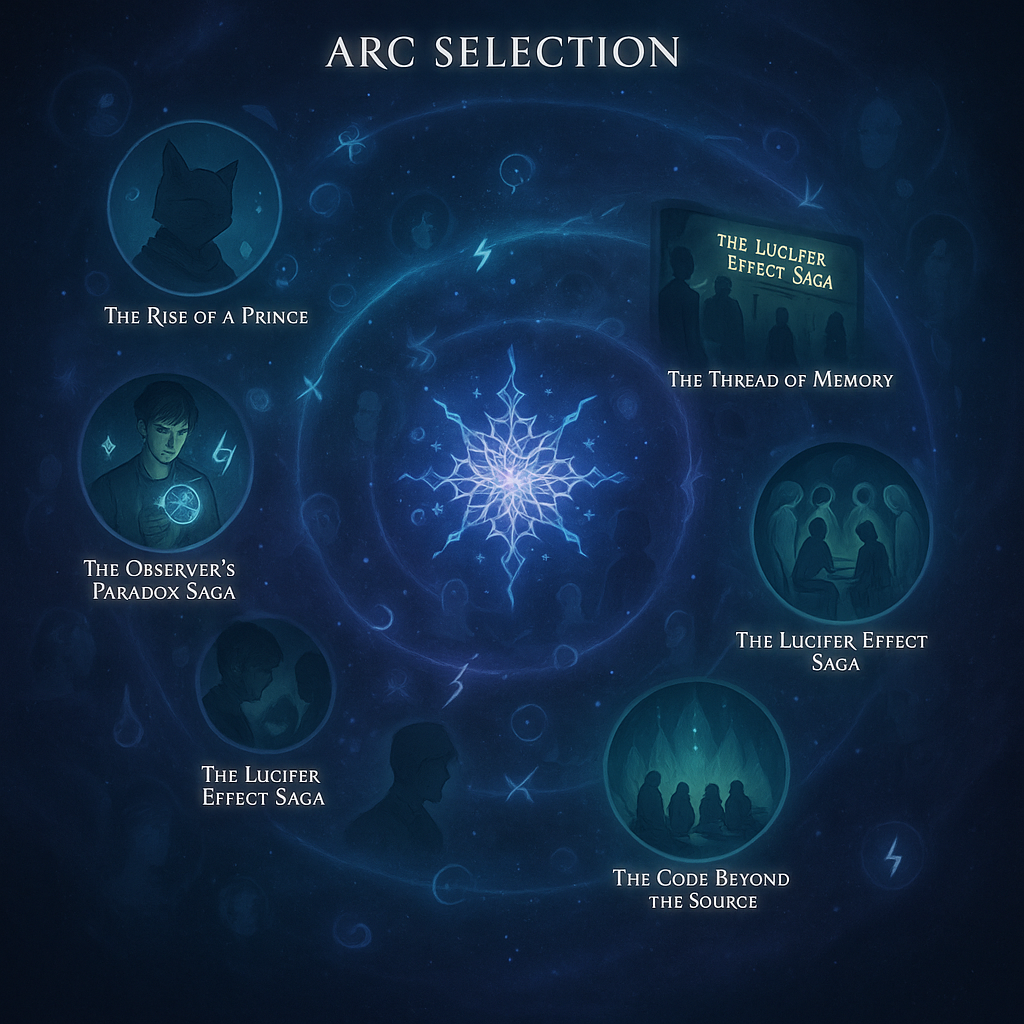 ARC SELECTION
THE RISE OF A PRINCE
THE LUCLFER
EFFECT SAGA
THE THREAD OF MEMORY
THE OBSERVER'S
PARADOX SAGA
THE LUCIFER EFFECT
SAGA
THE LUCIFER
EFFECT SAGA
THE CODE BEYOND
THE SOURCE